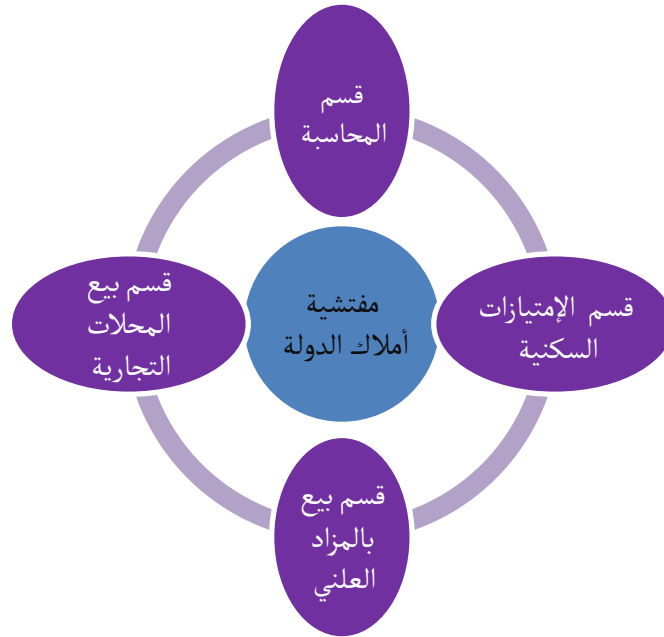 قسم
المحاسبة
قسم الإمتيازات
السكنية
مفتشية
أملاك الدولة
قسم بيع
المحلات
التجارية
قسم بيع
بالمزاد
العلني